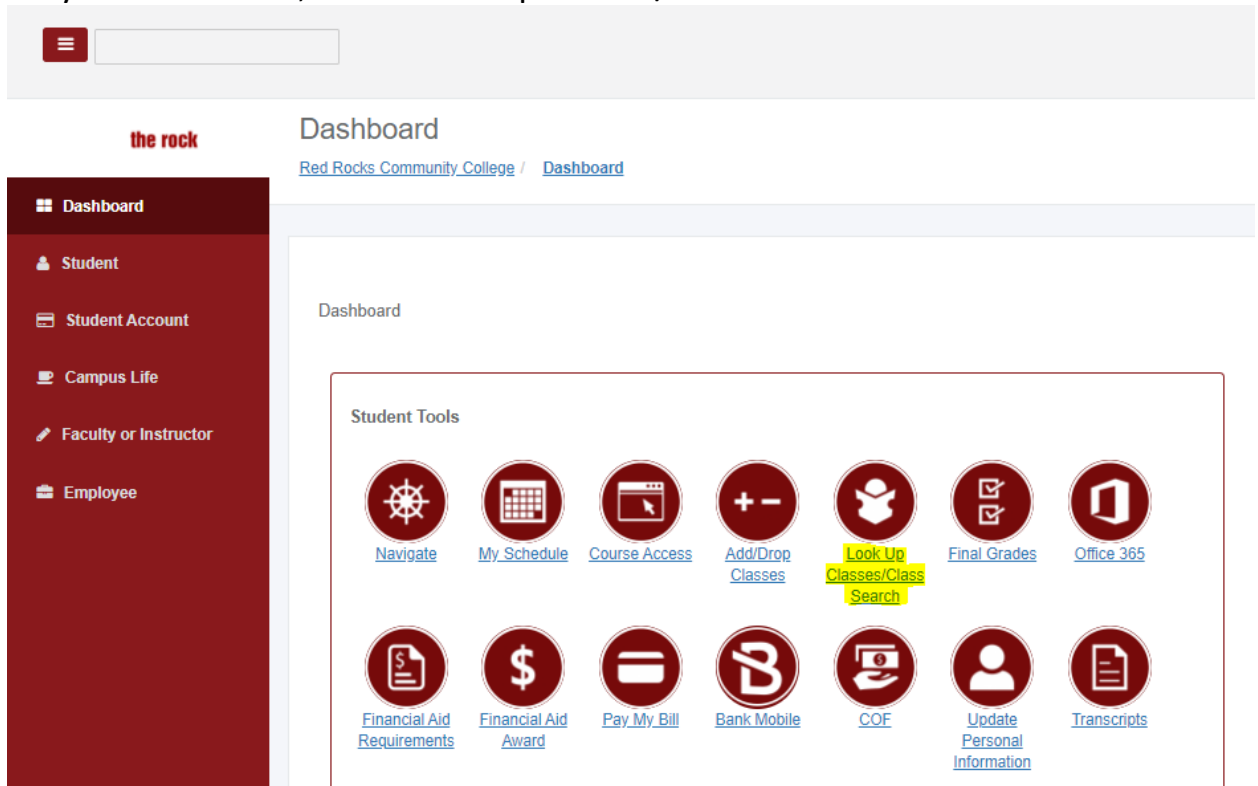 the rock
Dashboard
Red Rocks Community College / Dashboard
Dashboard
Student
Student Account
Campus Life
Faculty or Instructor
Employee
Dashboard
Student Tools
Navigate
My Schedule
Course Access
Add/Drop
Classes
Look Up
Classes/Class
Search
Final Grades
Office 365
Financial Aid
Requirements
Financial Aid
Award
Pay My Bill
Bank Mobile
COF
Update
Personal
Information
Transcripts